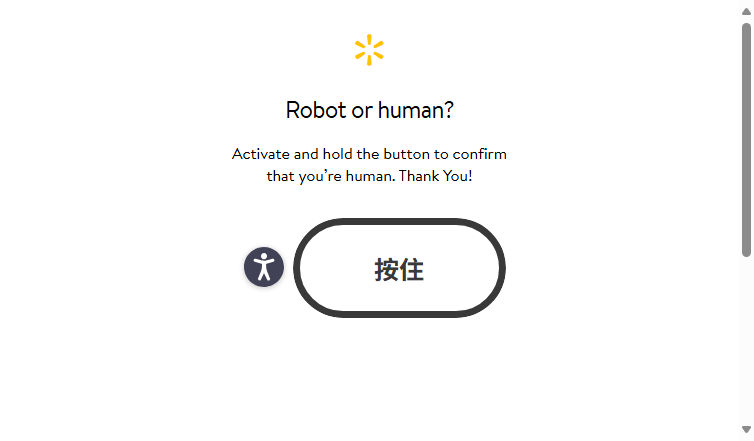 Robot or human?
Activate and hold the button to confirm
that you’re human. Thank You!
按住